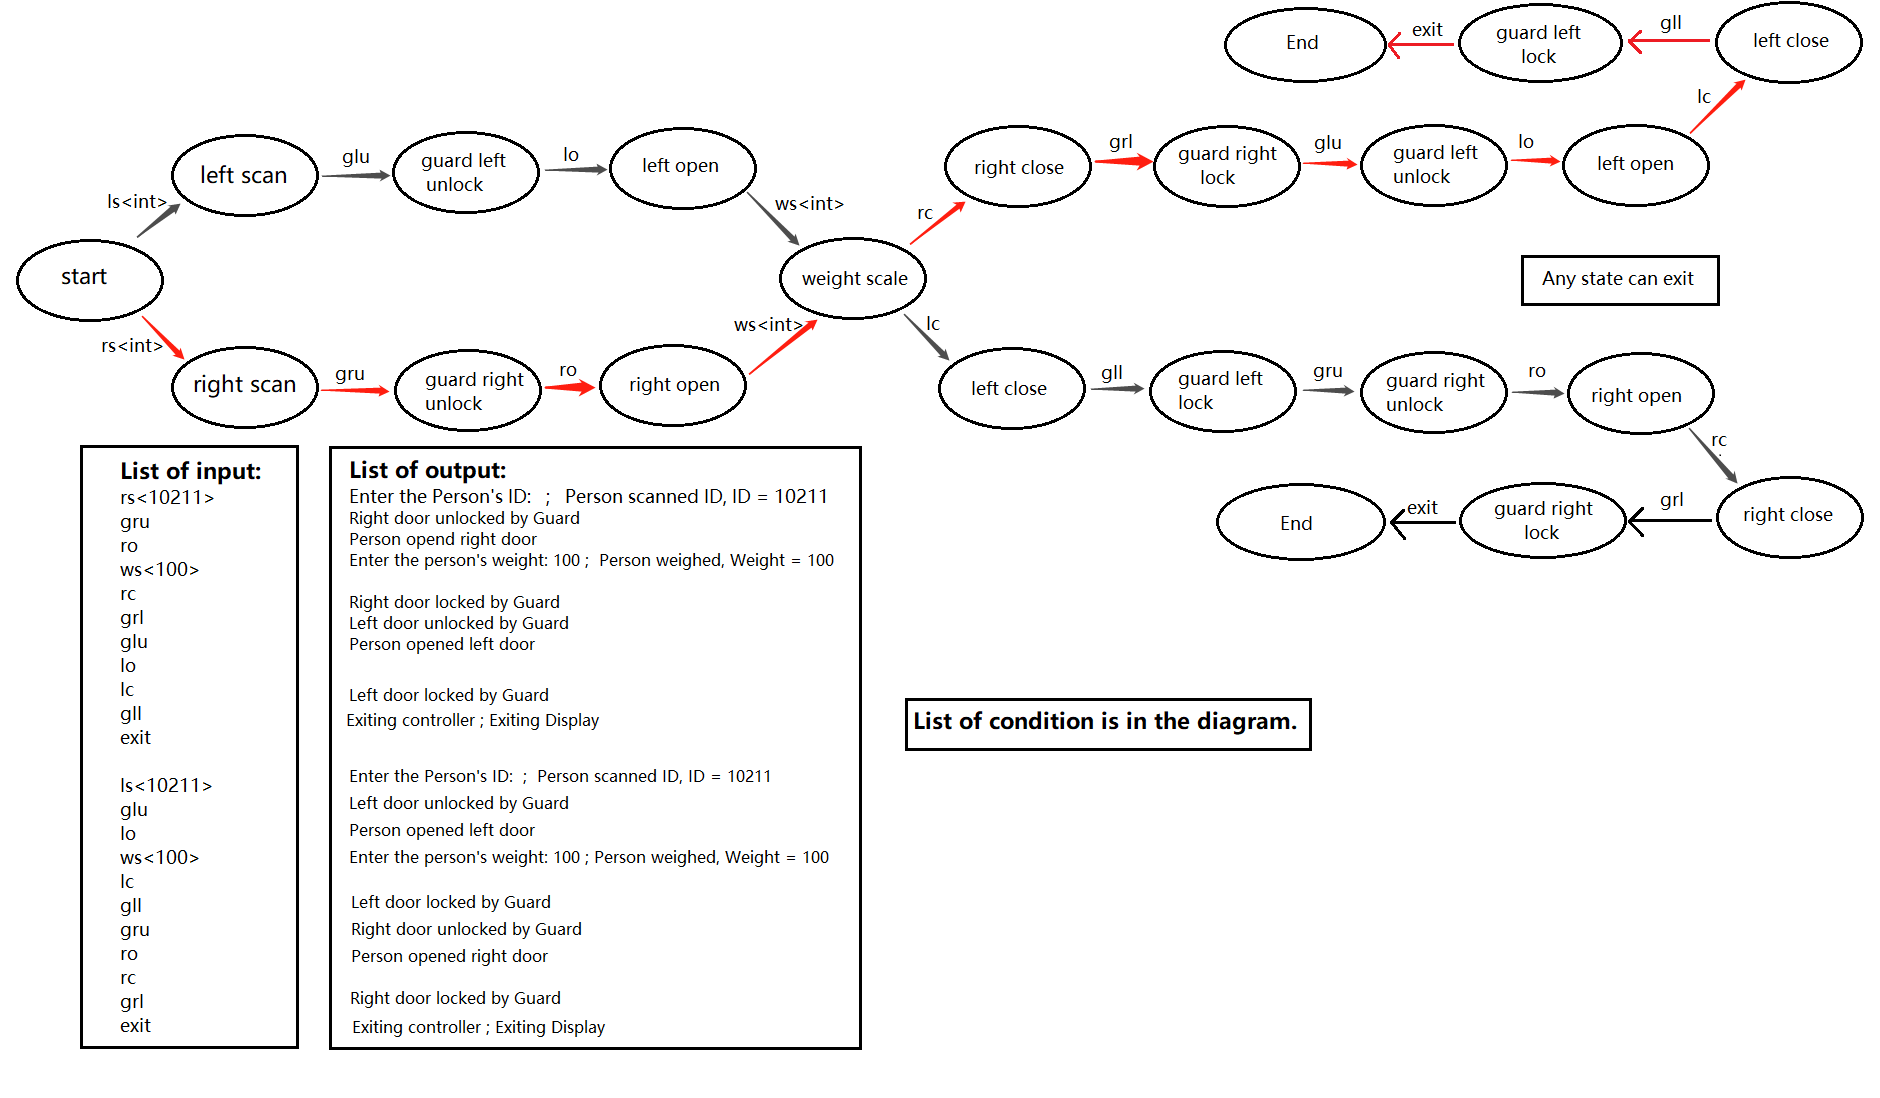 End
exit
guard left
lock
gll
left close
lc
left scan
glu
guard left
unlock
lo
left open
ls<int>
ws<int>
right close
grl
guard right
lock
glu
guard left
unlock
lo
left open
rc
start
weight scale
Any state can exit
rs<int>
ws<int>
lc
right scan
gru
guard right
unlock
ro
right open
left close
gll
guard left
lock
gru
guard right
unlock
ro
right open
rc
End
exit
guard right
lock
grl
right close
List of input:
rs<10211>
gru
ro
ws<100>
rc
grl
glu
lo
lc
gll
exit
ls<10211>
glu
lo
ws<100>
lc
gll
gru
ro
rc
grl
exit
List of output:
Enter the Person's ID: ; Person scanned ID, ID = 10211
Right door unlocked by Guard
Person opend right door
Enter the person's weight: 100 ; Person weighed, Weight = 100
Right door locked by Guard
Left door unlocked by Guard
Person opened left door
Left door locked by Guard
Exiting controller ; Exiting Display
Enter the Person's ID: ; Person scanned ID, ID = 10211
Left door unlocked by Guard
Person opened left door
Enter the person's weight: 100 ; Person weighed, Weight = 100
Left door locked by Guard
Right door unlocked by Guard
Person opened right door
Right door locked by Guard
Exiting controller ; Exiting Display
List of condition is in the diagram.